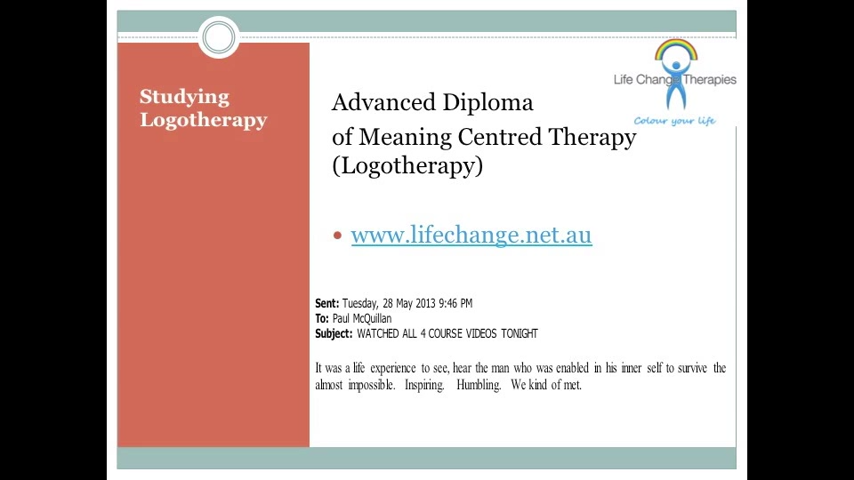 Studying
Logotherapy
Advanced Diploma
of Meaning Centred Therapy
(Logotherapy)
• www.lifechange.net.au
Life Change Therapies
Colour your life
Sent: Tuesday, 28 May 2013 9:46 PM
To: Paul McQuillan
Subject: WATCHED ALL 4 COURSE VIDEOS TONIGHT
It was a life experience to see, hear the man who was enabled in his inner self to survive the
almost impossible. Inspiring. Humbling. We kind of met.